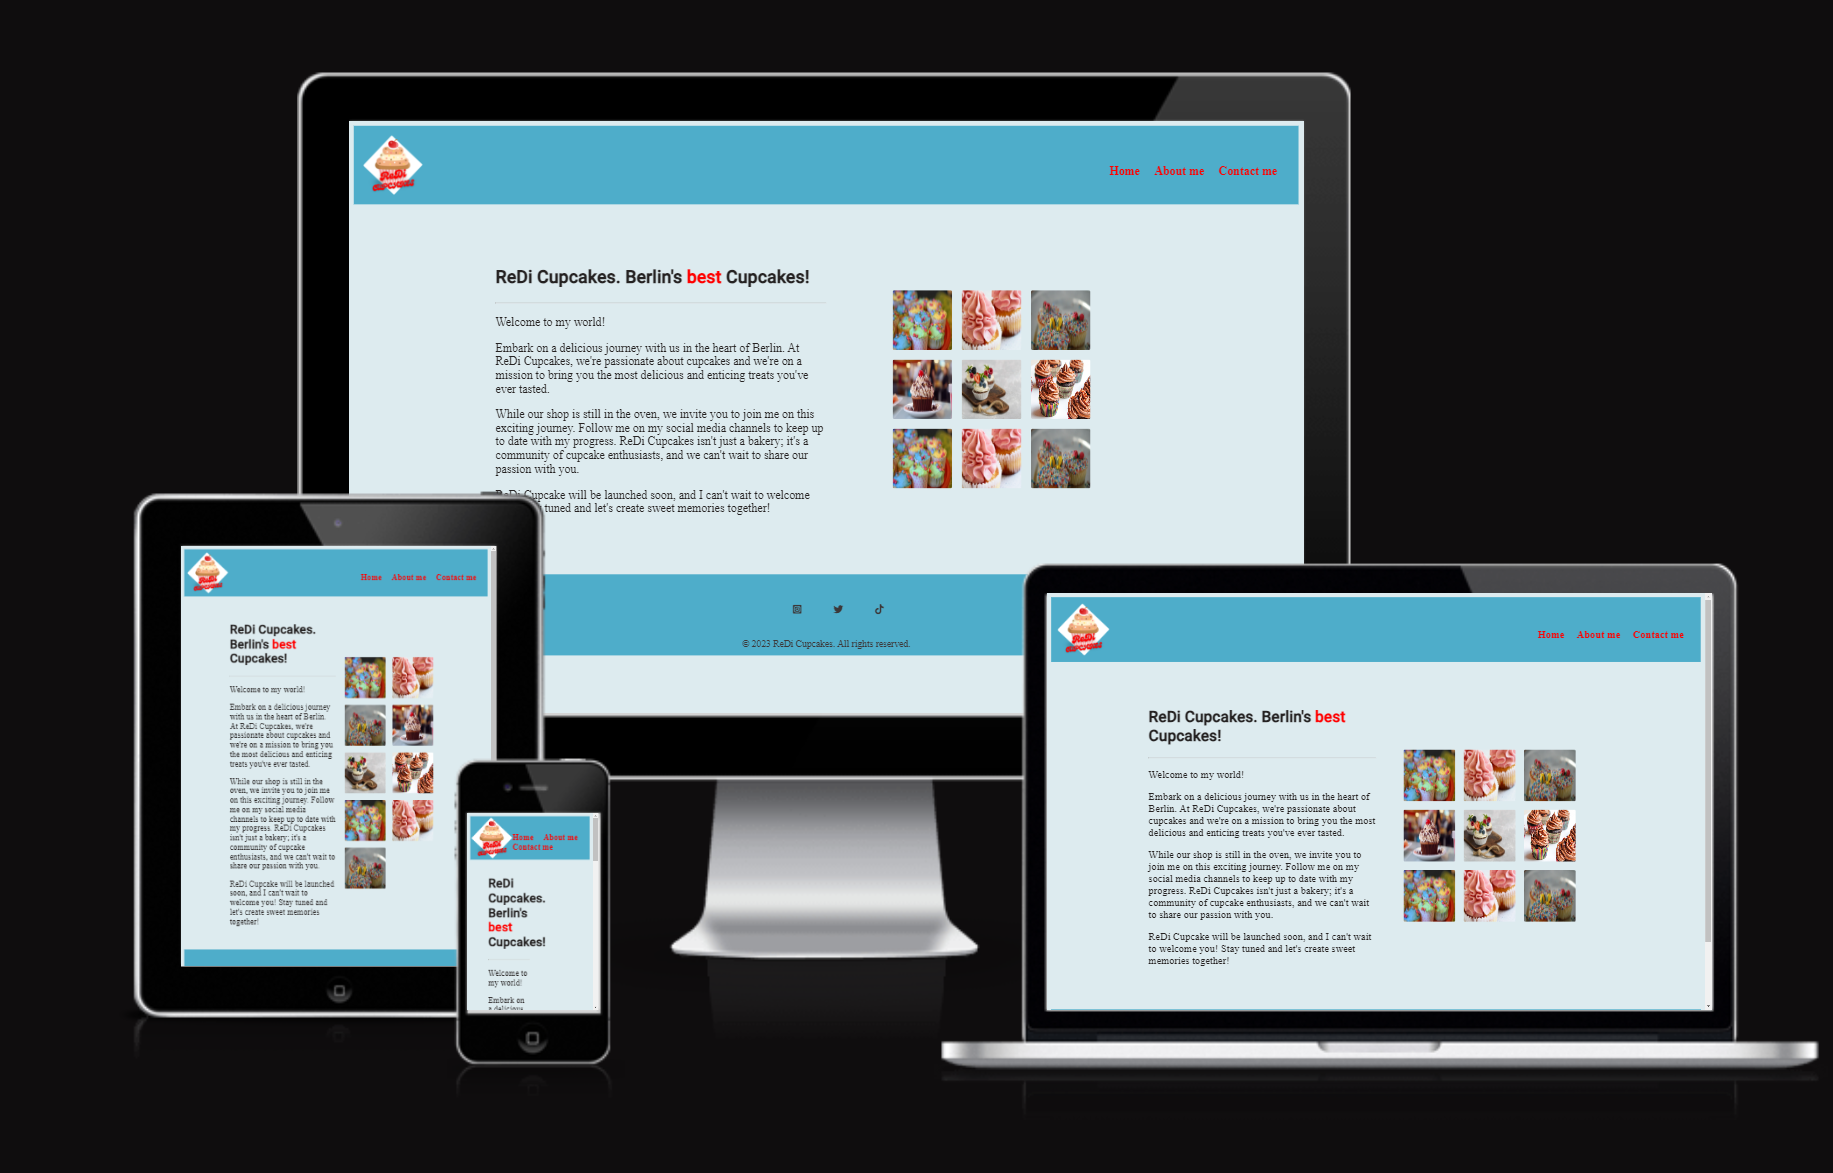 ReDi
CUPCAKES
Home About me Contact me
ReDi Cupcakes. Berlin's best Cupcakes!
Welcome to my world!
Embark on a delicious journey with us in the heart of Berlin. At
ReDi Cupcakes, we're passionate about cupcakes and we're on a
mission to bring you the most delicious and enticing treats you've
ever tasted.
While our shop is still in the oven, we invite you to join me on this
exciting journey. Follow me on my social media channels to keep up
to date with my progress. ReDi Cupcakes isn't just a bakery; it's a
community of cupcake enthusiasts, and we can't wait to share our
passion with you.
ReDi Cupcake will be launched soon, and I can't wait to welcome
tuned and let's create sweet memories together!
© 2023 ReDi Cupcakes. All rights reserved.
ReDi
CUPCAKES
Home About me Contact me
ReDi Cupcakes.
Berlin's best
Cupcakes!
Welcome to my world!
Embark on a delicious journey
with us in the heart of Berlin.
At ReDi Cupcakes, we're
passionate about cupcakes and
we're on a mission to bring you
the most delicious and enticing
treats you've ever tasted.
While our shop is still in the
oven, we invite you to join me
on this exciting journey. Follow
me on my social media
channels to keep up to date with
my progress. ReDi Cupcakes
isn't just a bakery; it's a
community of cupcake
enthusiasts, and we can't wait to
share our passion with you.
ReDi Cupcake will be launched
soon, and I can't wait to
welcome you! Stay tuned and
let's create sweet memories
together!
ReDi
CUPCAKES
Home About me
Contact me
ReDi
Cupcakes.
Berlin's
best
Cupcakes!
Welcome to
my world!
Embark on
a delicious
ReDi
CUPCAKES
Home About me Contact me
ReDi Cupcakes. Berlin's best
Cupcakes!
Welcome to my world!
Embark on a delicious journey with us in the heart of
Berlin. At ReDi Cupcakes, we're passionate about
cupcakes and we're on a mission to bring you the most
delicious and enticing treats you've ever tasted.
While our shop is still in the oven, we invite you to
join me on this exciting journey. Follow me on my
social media channels to keep up to date with my
progress. ReDi Cupcakes isn't just a bakery; it's a
community of cupcake enthusiasts, and we can't wait
to share our passion with you.
ReDi Cupcake will be launched soon, and I can't wait
to welcome you! Stay tuned and let's create sweet
memories together!